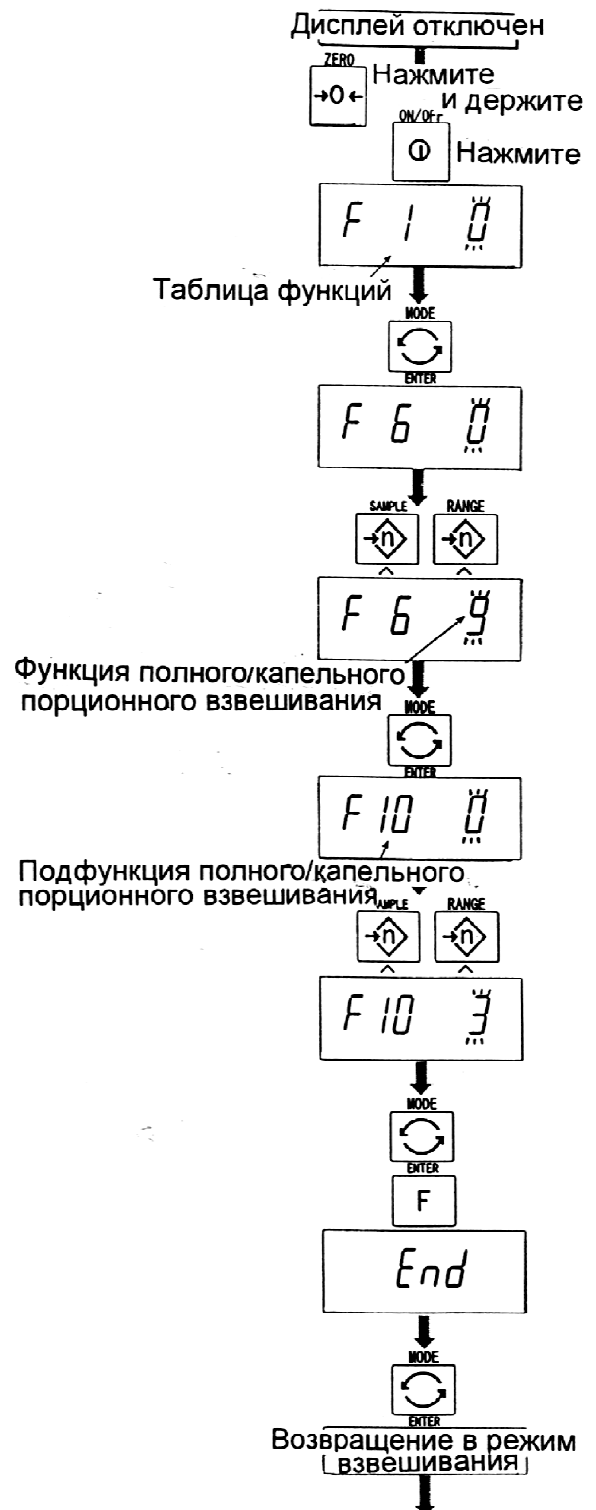 Дисплей отключен
ZERO
→0←
Нажмите
и держите
ON/OFF
Нажмите
F 1 0
Таблица функций
MODE
ENTER
F 6 0
SAMPLE RANGE
→n →n
F 6 9
Функция полного/капельного
порционного взвешивания
MODE
ENTER
F 10 0
Подфункция полного/капельного
порционного взвешивания
AMPLE RANGE
→n →n
F 10 3
MODE
ENTER
F
End
MODE
ENTER
Возвращение в режим
взвешивания